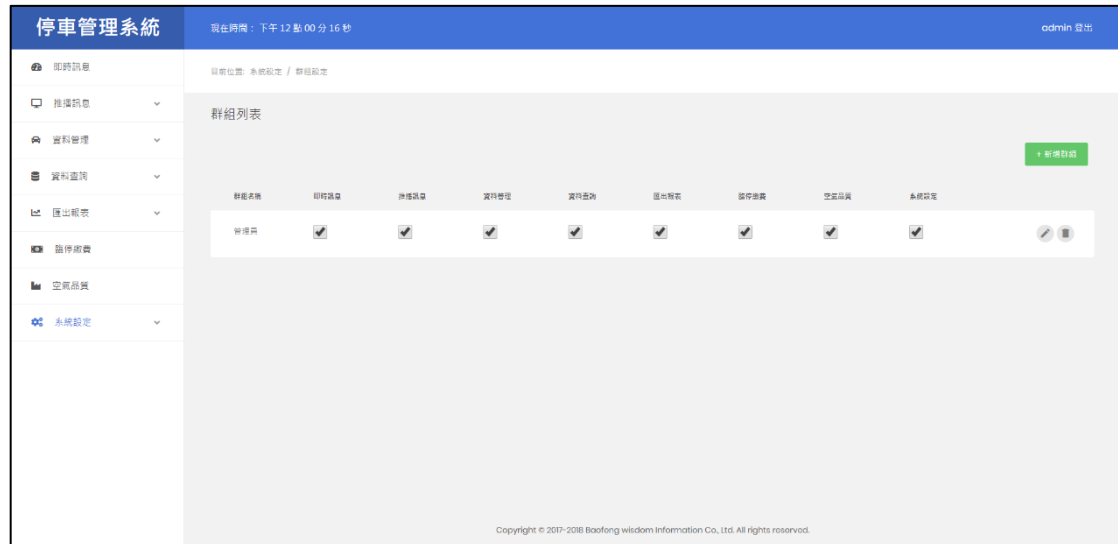 停車管理系統
現在時間： 下午 12 點 00 分 16 秒
admin 登出
即時訊息
推播訊息
資料管理
資料查詢
匯出報表
臨停繳費
空氣品質
系統設定
目前位置: 系統設定 / 群組設定
群組列表
+ 新增群組
群組名稱 即時訊息 推播訊息 資料管理 資料查詢 匯出報表 臨停繳費 空氣品質 系統設定
管理員
Copyright © 2017-2018 Baofong wisdom Information Co., Ltd. All rights reserved.